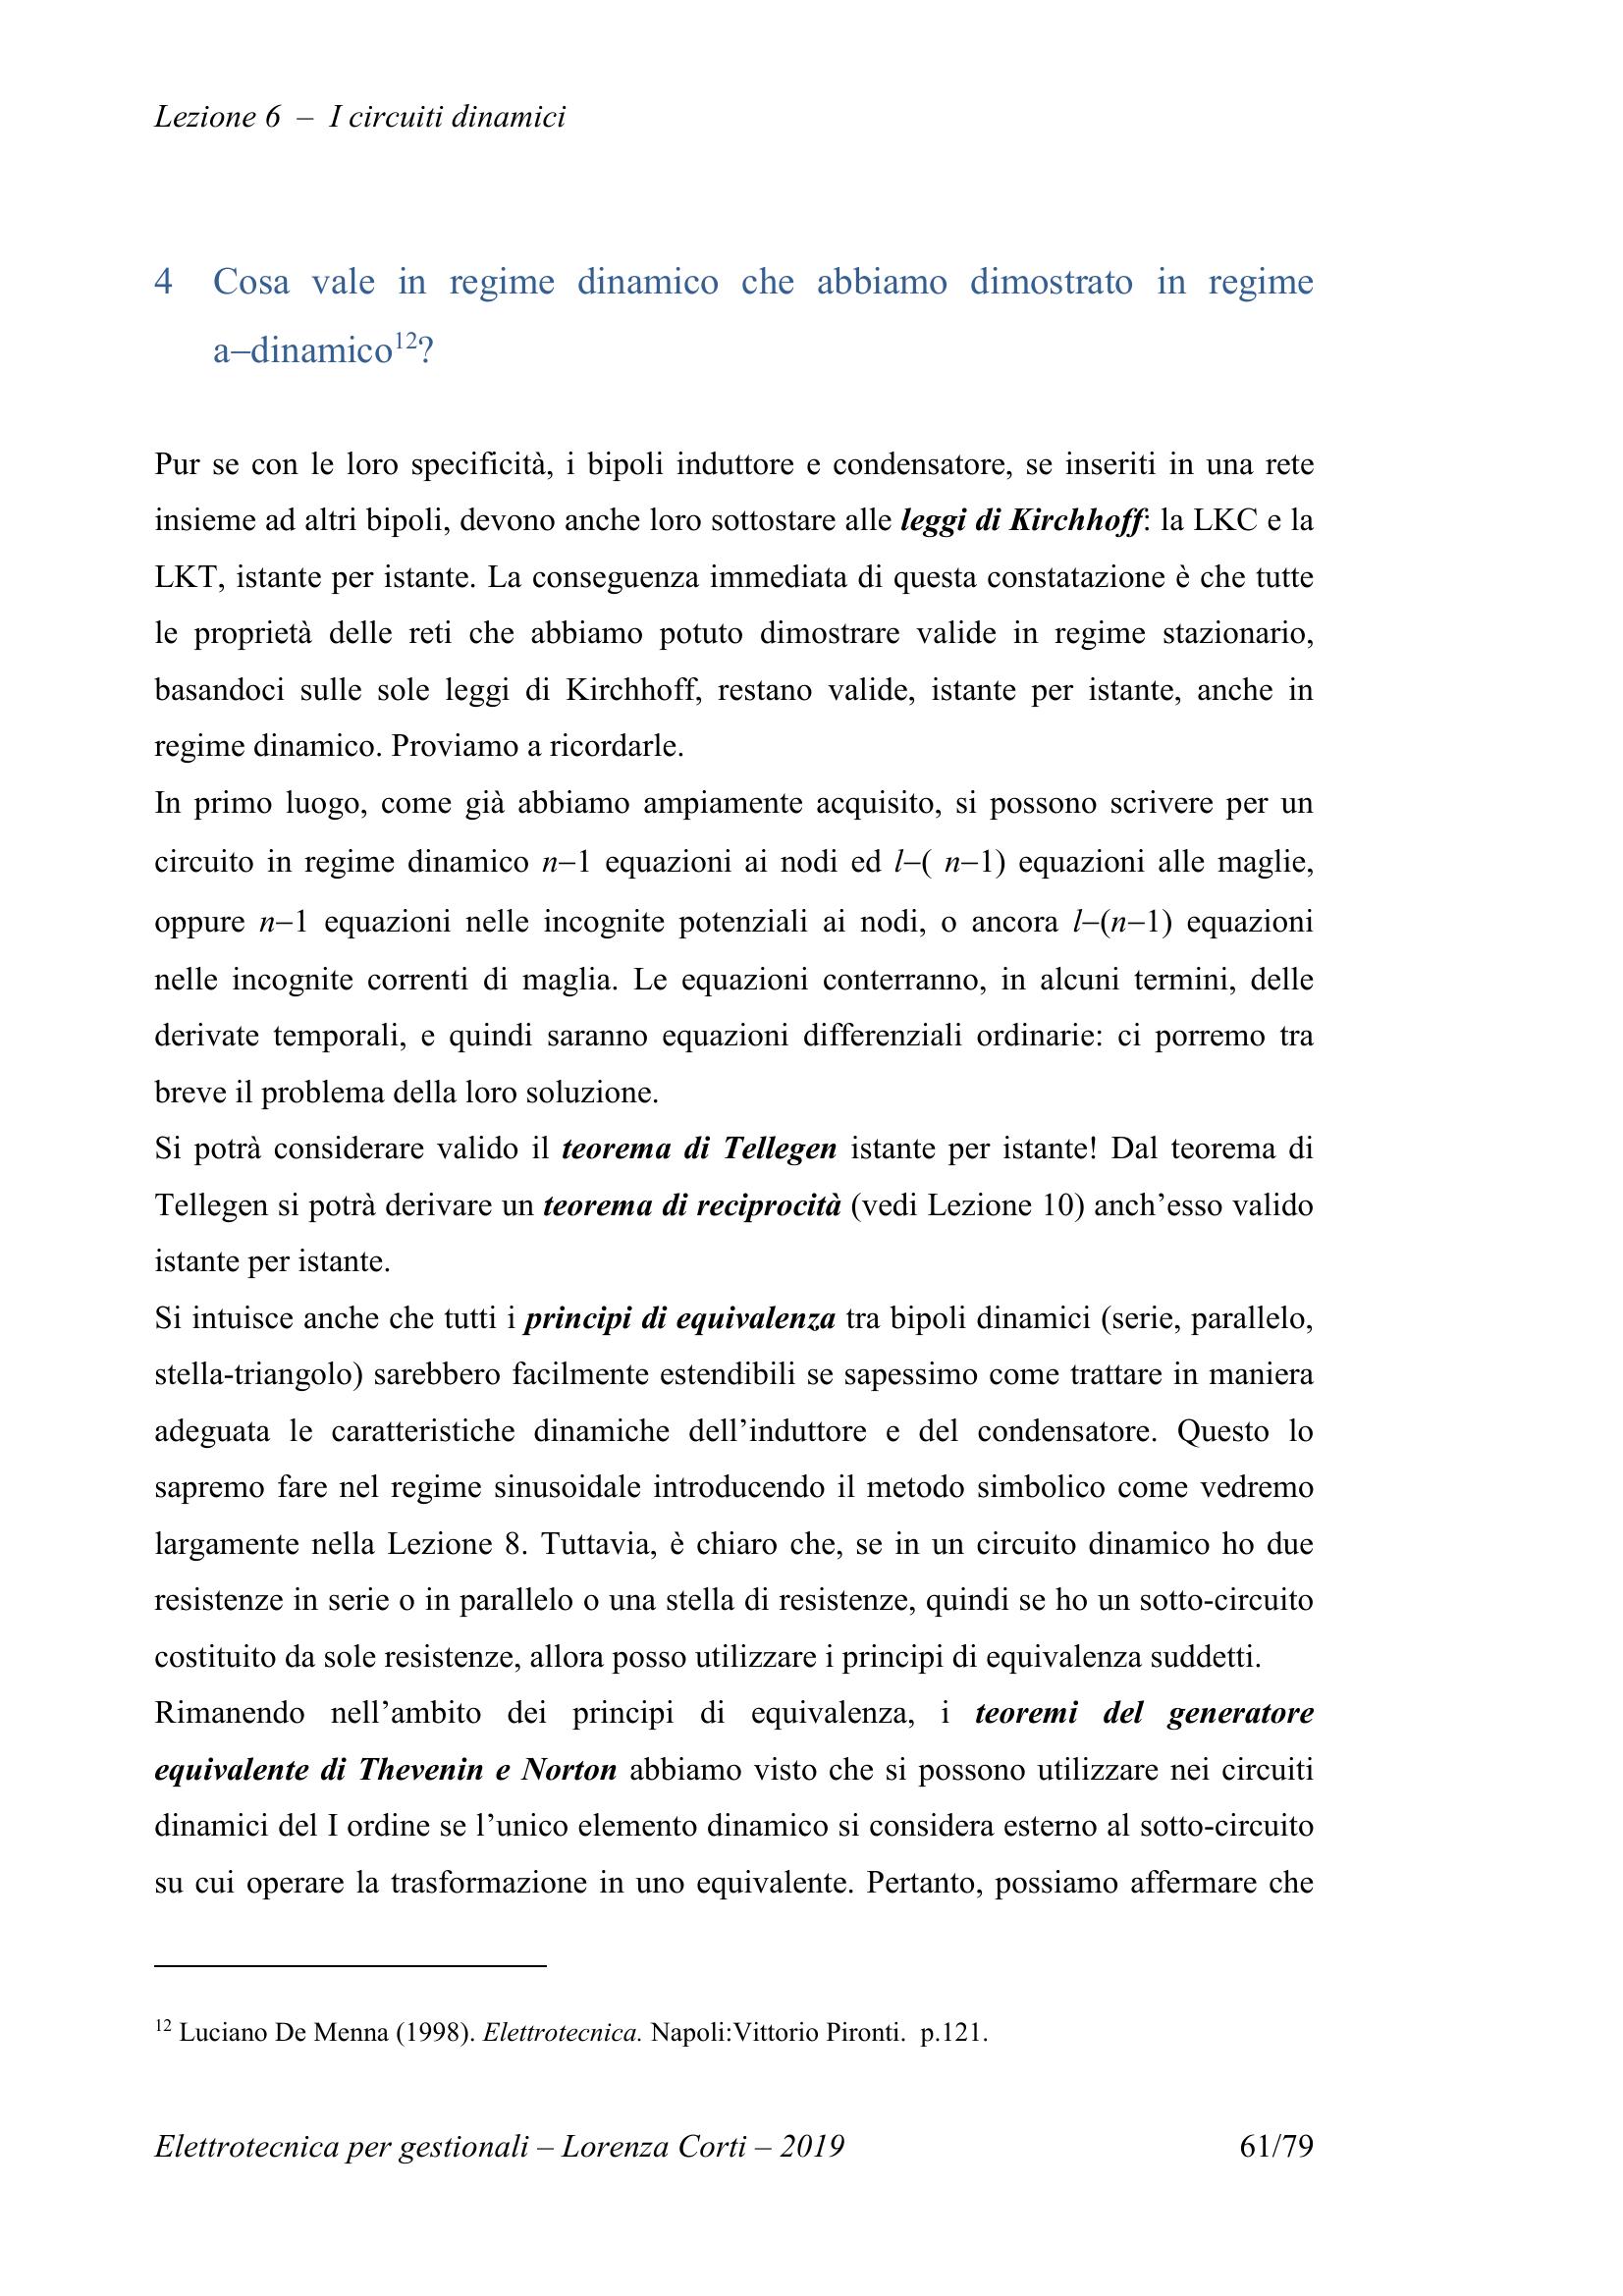 Lezione 6 – I circuiti dinamici
4 Cosa vale in regime dinamico che abbiamo dimostrato in regime
a–dinamico12?
Pur se con le loro specificità, i bipoli induttore e condensatore, se inseriti in una rete
insieme ad altri bipoli, devono anche loro sottostare alle leggi di Kirchhoff: la LKC e la
LKT, istante per istante. La conseguenza immediata di questa constatazione è che tutte
le proprietà delle reti che abbiamo potuto dimostrare valide in regime stazionario,
basandoci sulle sole leggi di Kirchhoff, restano valide, istante per istante, anche in
regime dinamico. Proviamo a ricordarle.
In primo luogo, come già abbiamo ampiamente acquisito, si possono scrivere per un
circuito in regime dinamico n–1 equazioni ai nodi ed l–( n–1) equazioni alle maglie,
oppure n–1 equazioni nelle incognite potenziali ai nodi, o ancora l–(n–1) equazioni
nelle incognite correnti di maglia. Le equazioni conterranno, in alcuni termini, delle
derivate temporali, e quindi saranno equazioni differenziali ordinarie: ci porremo tra
breve il problema della loro soluzione.
Si potrà considerare valido il teorema di Tellegen istante per istante! Dal teorema di
Tellegen si potrà derivare un teorema di reciprocità (vedi Lezione 10) anch’esso valido
istante per istante.
Si intuisce anche che tutti i principi di equivalenza tra bipoli dinamici (serie, parallelo,
stella-triangolo) sarebbero facilmente estendibili se sapessimo come trattare in maniera
adeguata le caratteristiche dinamiche dell’induttore e del condensatore. Questo lo
sapremo fare nel regime sinusoidale introducendo il metodo simbolico come vedremo
largamente nella Lezione 8. Tuttavia, è chiaro che, se in un circuito dinamico ho due
resistenze in serie o in parallelo o una stella di resistenze, quindi se ho un sotto-circuito
costituito da sole resistenze, allora posso utilizzare i principi di equivalenza suddetti.
Rimanendo nell’ambito dei principi di equivalenza, i teoremi del generatore
equivalente di Thevenin e Norton abbiamo visto che si possono utilizzare nei circuiti
dinamici del I ordine se l’unico elemento dinamico si considera esterno al sotto-circuito
su cui operare la trasformazione in uno equivalente. Pertanto, possiamo affermare che
12 Luciano De Menna (1998). Elettrotecnica. Napoli:Vittorio Pironti. p.121.
Elettrotecnica per gestionali – Lorenza Corti – 2019 61/79